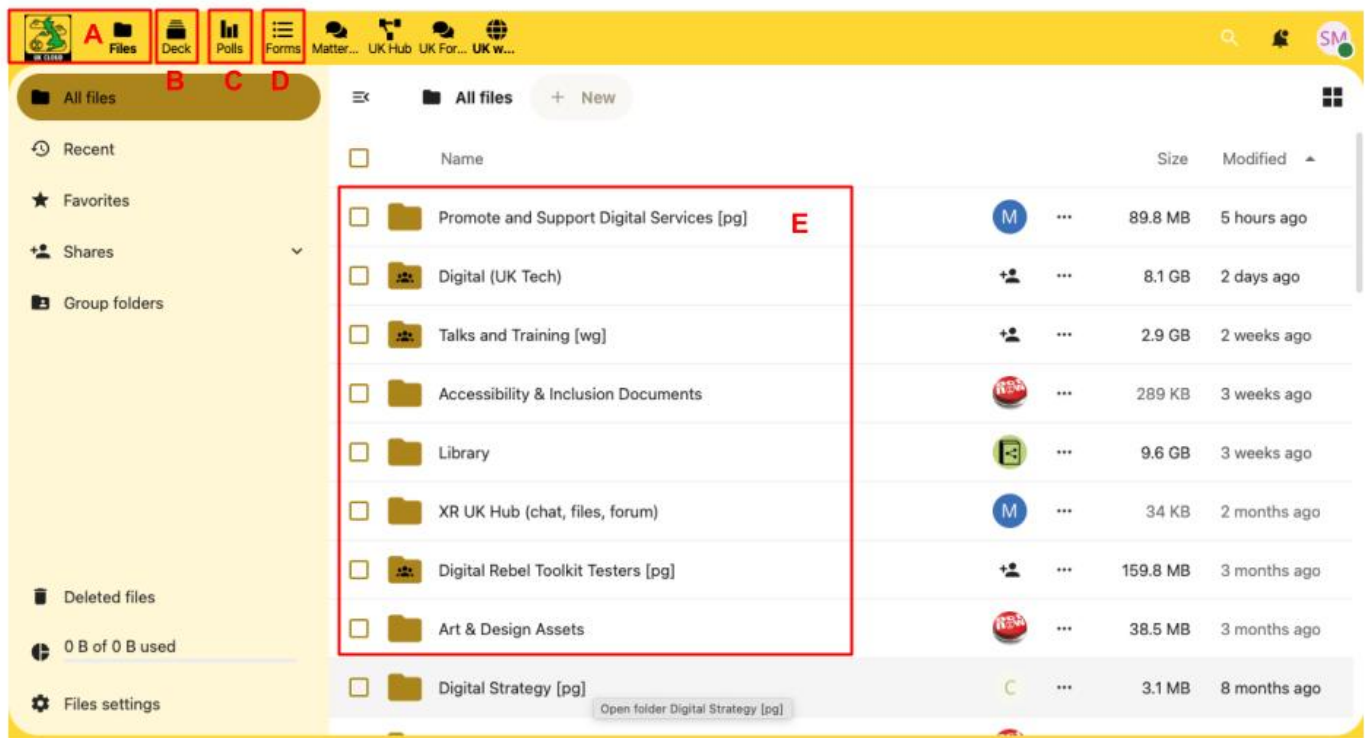 UK CLOUD
A Files Deck Polls Forms Matter... UK Hub UK For... UK w...
SM
B C D
All files
Recent
Favorites
Shares
Group folders
Deleted files
0 B of 0 B used
Files settings
All files + New
Name Size Modified
Promote and Support Digital Services [pg] E M ... 89.8 MB 5 hours ago
Digital (UK Tech) ... 8.1 GB 2 days ago
Talks and Training [wg] ... 2.9 GB 2 weeks ago
Accessibility & Inclusion Documents ... 289 KB 3 weeks ago
Library ... 9.6 GB 3 weeks ago
XR UK Hub (chat, files, forum) M ... 34 KB 2 months ago
Digital Rebel Toolkit Testers [pg] ... 159.8 MB 3 months ago
Art & Design Assets ... 38.5 MB 3 months ago
Digital Strategy [pg] C ... 3.1 MB 8 months ago
Open folder Digital Strategy [pg]